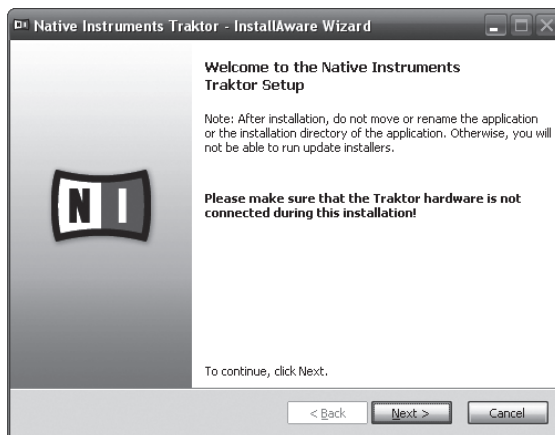 Native Instruments Traktor - InstallAware Wizard
Welcome to the Native Instruments
Traktor Setup
Note: After installation, do not move or rename the application
or the installation directory of the application. Otherwise, you will
not be able to run update installers.
NI
Please make sure that the Traktor hardware is not
connected during this installation!
To continue, click Next.
< Back
Next >
Cancel